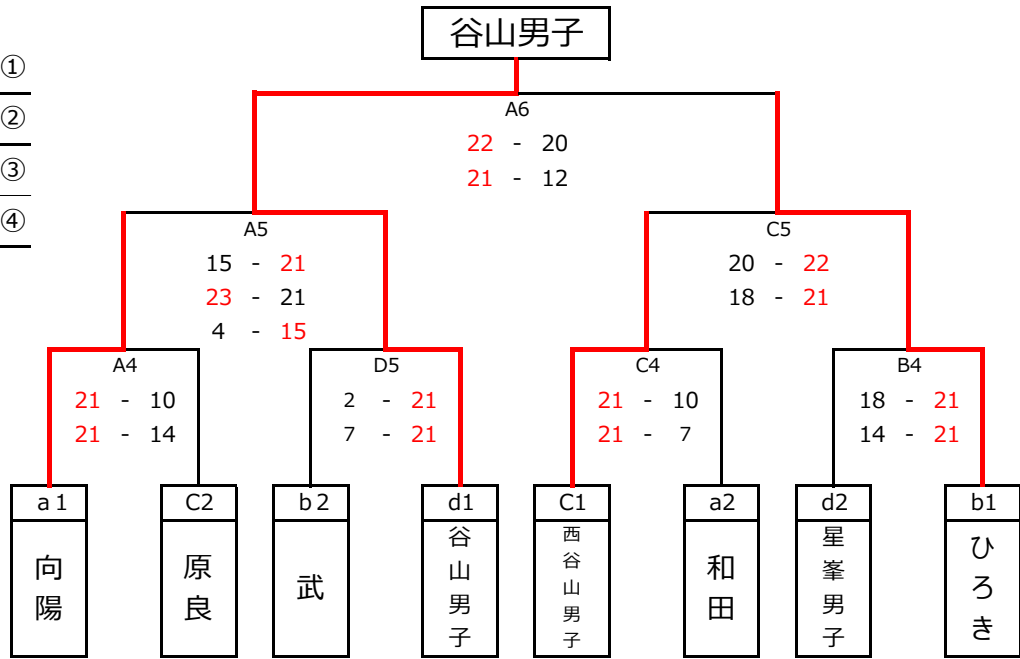 谷山男子
①
②
③
④
A6
22 - 20
21 - 12
A5
15 - 21
23 - 21
4 - 15
C5
20 - 22
18 - 21
A4
21 - 10
21 - 14
D5
2 - 21
7 - 21
C4
21 - 10
21 - 7
B4
18 - 21
14 - 21
a1
C2
b2
d1
C1
a2
d2
b1
向陽
原良
武
谷山男子
西谷山男子
和田
星峯男子
ひろき